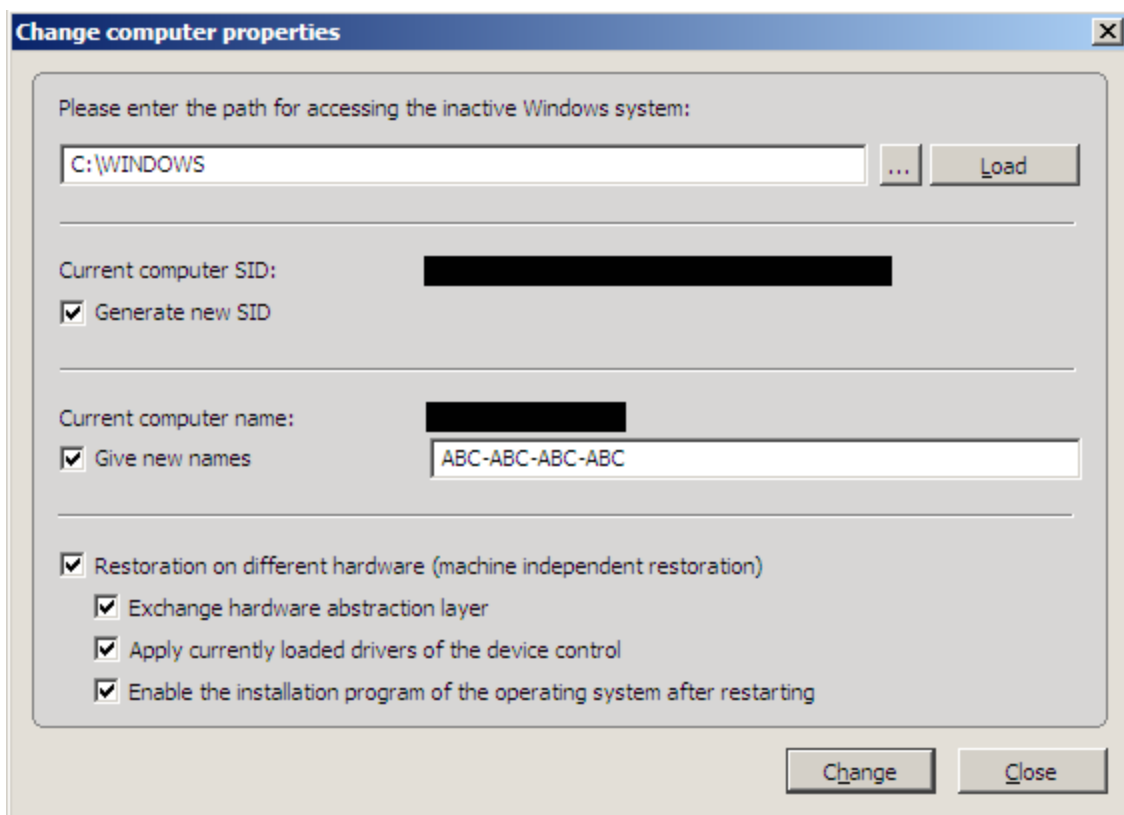 Change computer properties
Please enter the path for accessing the inactive Windows system:
C:\WINDOWS
... Load
Current computer SID:
Generate new SID
Current computer name:
Give new names ABC-ABC-ABC-ABC
Restoration on different hardware (machine independent restoration)
Exchange hardware abstraction layer
Apply currently loaded drivers of the device control
Enable the installation program of the operating system after restarting
Change Close